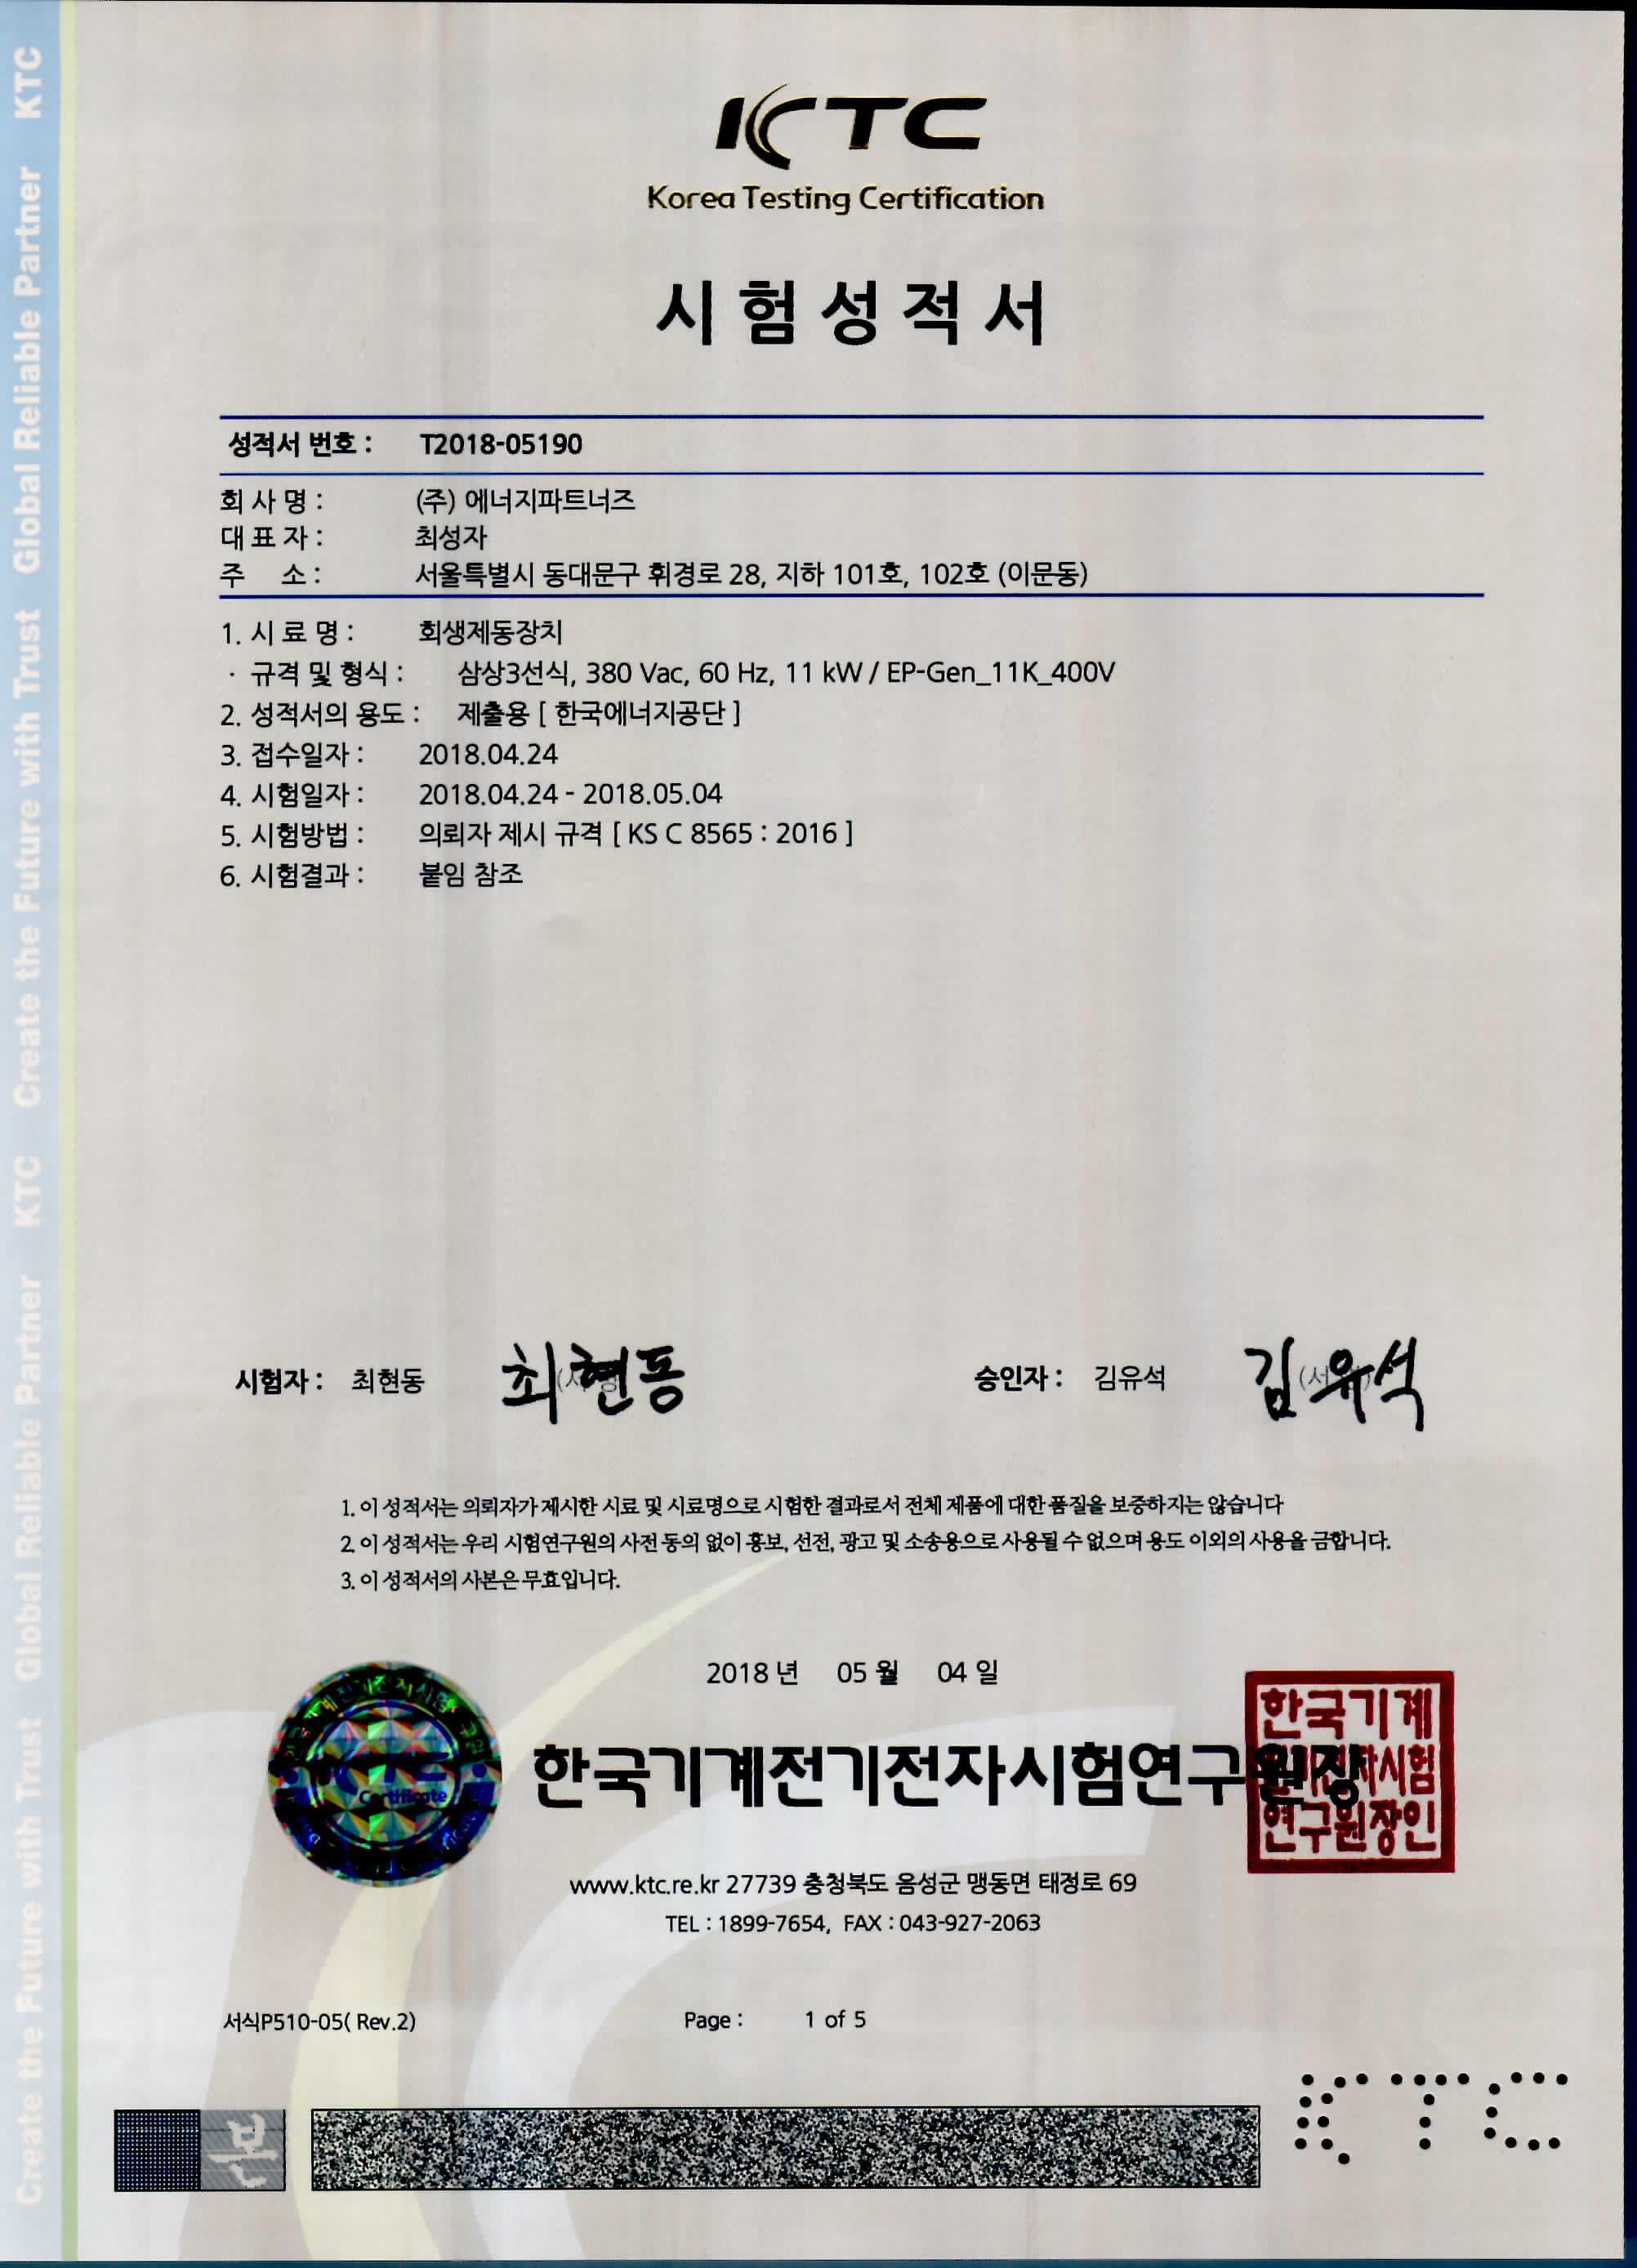 KTC
Korea Testing Certification
시험성적서
성적서 번호 : T2018-05190
회 사 명 : (주) 에너지파트너즈
대 표 자 : 최성자
주 소 : 서울특별시 동대문구 휘경로 28, 지하 101호, 102호 (이문동)
1. 시 료 명 : 회생제동장치
· 규격 및 형식 : 삼상3선식, 380 Vac, 60 Hz, 11 kW / EP-Gen_11K_400V
2. 성적서의 용도 : 제출용 [ 한국에너지공단 ]
3. 접수일자 : 2018.04.24
4. 시험일자 : 2018.04.24 - 2018.05.04
5. 시험방법 : 의뢰자 제시 규격 [ KS C 8565 : 2016 ]
6. 시험결과 : 붙임 참조
시험자 : 최현동 최현동 승인자 : 김유석 김유석
1. 이 성적서는 의뢰자가 제시한 시료 및 시료명으로 시험한 결과로서 전체 제품에 대한 품질을 보증하지는 않습니다
2. 이 성적서는 우리 시험연구원의 사전 동의 없이 홍보, 선전, 광고 및 소송용으로 사용될 수 없으며 용도 이외의 사용을 금합니다.
3. 이 성적서의 사본은 무효입니다.
2018 년 05 월 04 일
한국기계전기전자시험연구원장
한국기계
전기전자시험
연구원장인
KTC
Certificate
www.ktc.re.kr 27739 충청북도 음성군 맹동면 태정로 69
TEL : 1899-7654, FAX : 043-927-2063
서식P510-05( Rev.2) Page : 1 of 5
본
KTC
Create the Future with Trust Global Reliable Partner KTC Create the Future with Trust Global Reliable Partner KTC